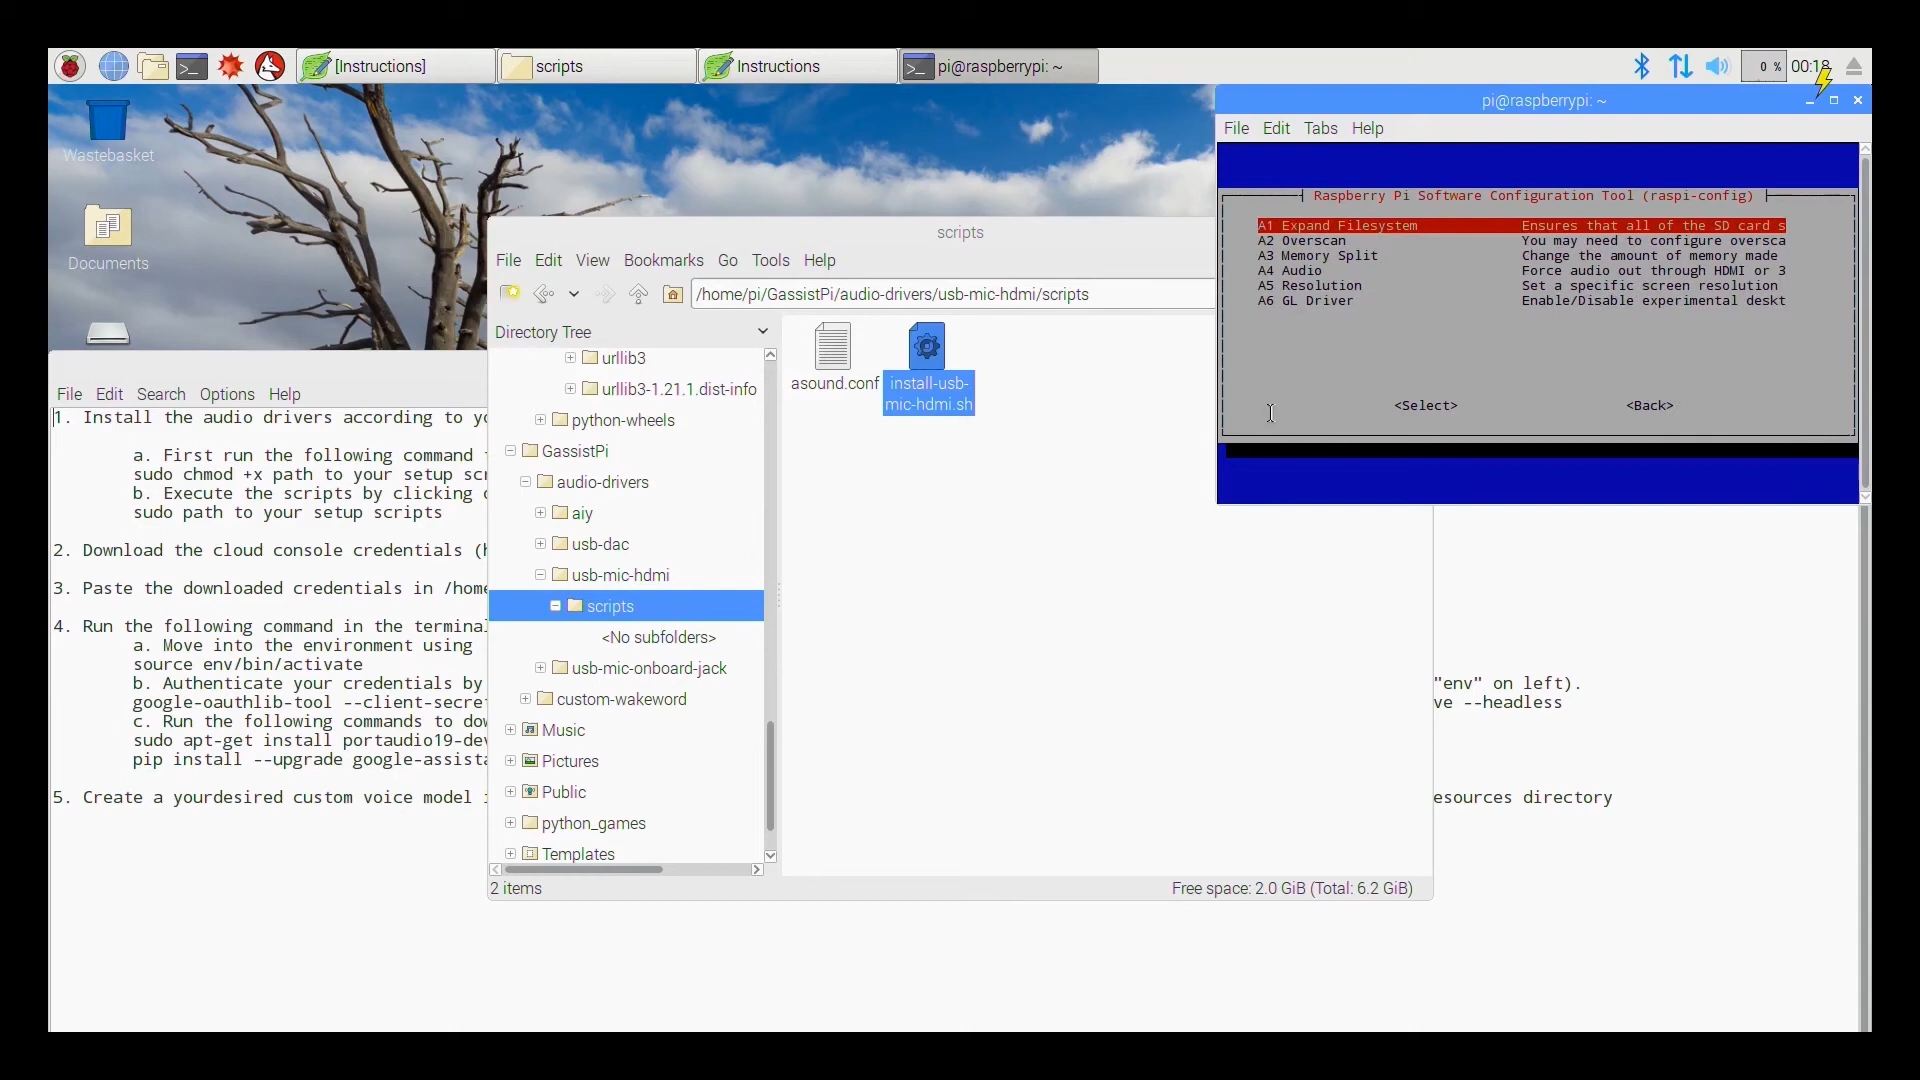 [Instructions]
scripts
Instructions
pi@raspberrypi: ~
0 %
00:18
Wastebasket
Documents
pi@raspberrypi: ~
File Edit Tabs Help
Raspberry Pi Software Configuration Tool (raspi-config)
A1 Expand Filesystem Ensures that all of the SD card s
A2 Overscan You may need to configure oversca
A3 Memory Split Change the amount of memory made
A4 Audio Force audio out through HDMI or 3
A5 Resolution Set a specific screen resolution
A6 GL Driver Enable/Disable experimental deskt
<Select> <Back>
scripts
File Edit View Bookmarks Go Tools Help
/home/pi/GassistPi/audio-drivers/usb-mic-hdmi/scripts
Directory Tree
urllib3
urllib3-1.21.1.dist-info
python-wheels
GassistPi
audio-drivers
aiy
usb-dac
usb-mic-hdmi
scripts
<No subfolders>
usb-mic-onboard-jack
custom-wakeword
Music
Pictures
Public
python_games
Templates
asound.conf
install-usb-
mic-hdmi.sh
2 items
Free space: 2.0 GiB (Total: 6.2 GiB)
File Edit Search Options Help
1. Install the audio drivers according to yo
a. First run the following command
sudo chmod +x path to your setup scr
b. Execute the scripts by clicking
sudo path to your setup scripts
2. Download the cloud console credentials (h
3. Paste the downloaded credentials in /home
4. Run the following command in the terminal
a. Move into the environment using
source env/bin/activate
b. Authenticate your credentials by "env" on left).
google-oauthlib-tool --client-secret ve --headless
c. Run the following commands to dow
sudo apt-get install portaudio19-dev
pip install --upgrade google-assista
5. Create a yourdesired custom voice model esources directory